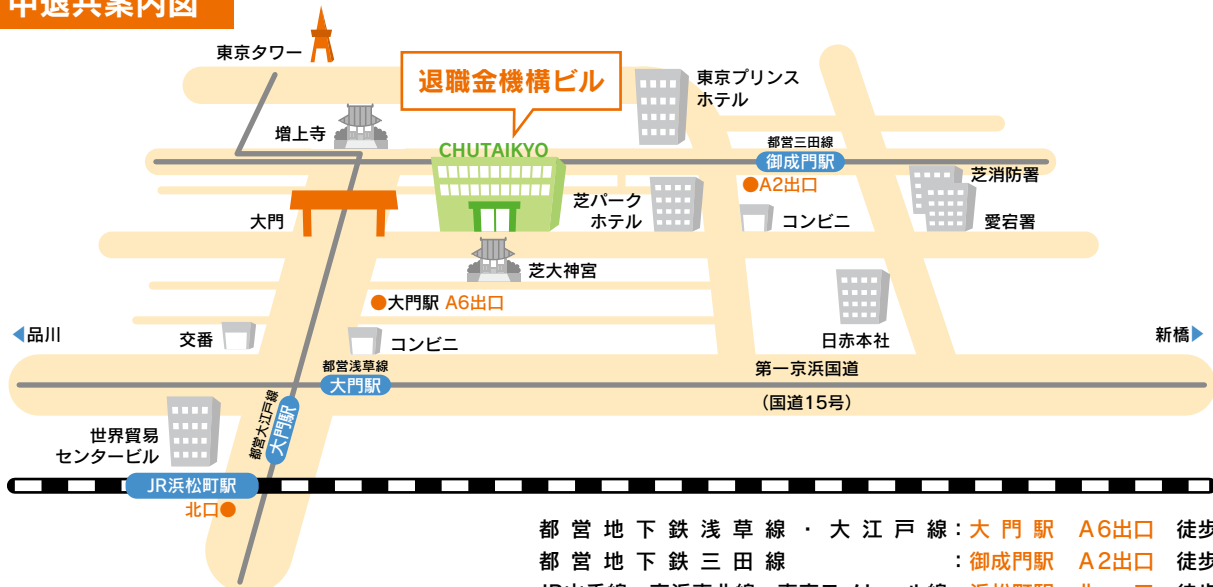 中退共案内図
東京タワー
退職金機構ビル
東京プリンス
ホテル
増上寺
CHUTAIKYO
都営三田線
御成門駅
A2出口
芝消防署
大門
芝パーク
ホテル
コンビニ
愛宕署
芝大神宮
大門駅 A6出口
品川
交番
コンビニ
日赤本社
新橋
都営浅草線
大門駅
第一京浜国道
(国道15号)
都営大江戸線
大門駅
世界貿易
センタービル
JR浜松町駅
北口
都営地下鉄浅草線・大江戸線:大門駅 A6出口 徒歩
都営地下鉄三田線:御成門駅 A2出口 徒歩